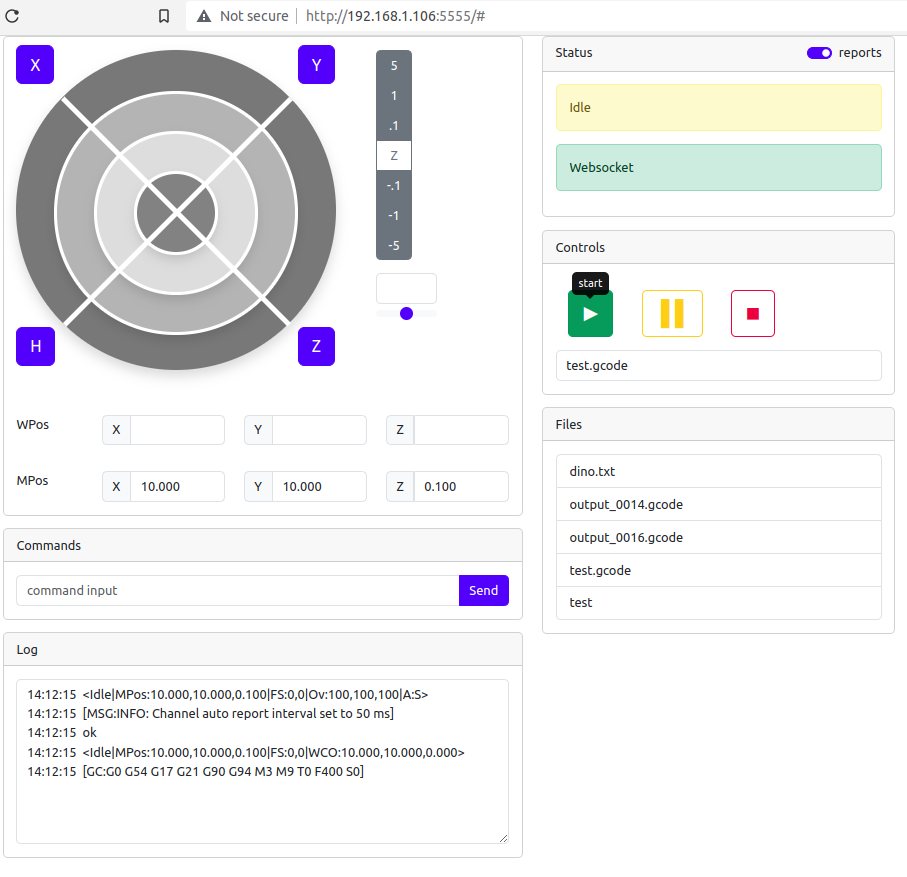 Not secure http://192.168.1.106:5555/#
X
Y
H
Z
5
1
.1
Z
-.1
-1
-5
WPos X Y Z
MPos X 10.000 Y 10.000 Z 0.100
Commands
command input Send
Log
14:12:15 <Idle|MPos:10.000,10.000,0.100|FS:0,0|Ov:100,100,100|A:S>
14:12:15 [MSG:INFO: Channel auto report interval set to 50 ms]
14:12:15 ok
14:12:15 <Idle|MPos:10.000,10.000,0.100|FS:0,0|WCO:10.000,10.000,0.000>
14:12:15 [GC:G0 G54 G17 G21 G90 G94 M3 M9 T0 F400 S0]
Status reports
Idle
Websocket
Controls
start
test.gcode
Files
dino.txt
output_0014.gcode
output_0016.gcode
test.gcode
test